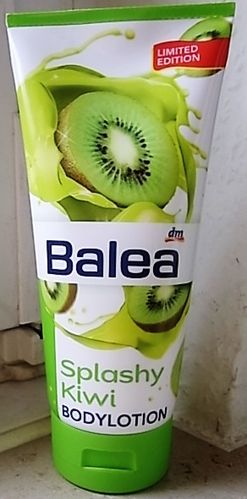 LIMITED
EDITION
dm
Balea
Splashy
Kiwi
BODYLOTION